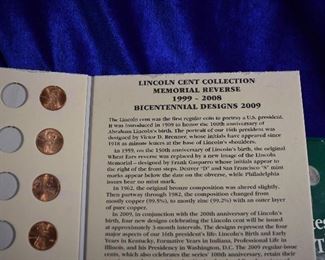 LINCOLN CENT COLLECTION
MEMORIAL REVERSE
1999 - 2008
BICENTENNIAL DESIGNS 2009
The Lincoln cent was the first regular coin to portray a U.S. president.
It was introduced in 1909 to honor the 100th anniversary of
Abraham Lincoln's birth. The portrait of our 16th president was
designed by Victor D. Brenner, whose initials have appeared since
1918 as minute letters at the base of Lincoln's shoulders.
In 1959, on the 150th anniversary of Lincoln's birth, the original
Wheat Ears reverse was replaced by a new image of the Lincoln
Memorial - designed by Frank Gasparro whose initials appear to
the right of the front steps. Denver "D" and San Francisco "S" mint
marks appear below the date on the obverse, while Philadelphia
issues bear no mint mark.
In 1962, the original bronze composition was altered slightly.
Then partway through 1982, the composition changed from
mostly copper (99.8%), to mostly zinc (99.2%) with an outer layer
of pure copper.
In 2009, in conjunction with the 200th anniversary of Lincoln's
birth, four new designs celebrating the Lincoln cent will be issued
at approximately 3-month intervals. The designs represent the four
major aspects of our 16th president's life: Lincoln's Birth and Early
Years in Kentucky, Formative Years in Indiana, Professional Life in
Illinois, and his Presidency in Washington, D.C. The 2009 regular-issue
cents, which also celebrate the 100th anniversary, retain their